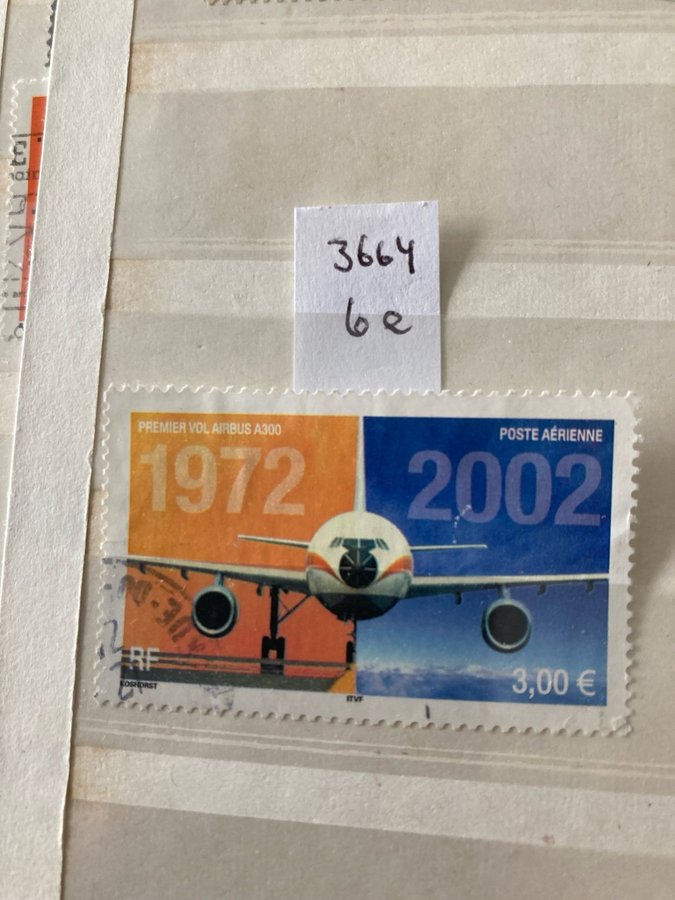 3664
6e
PREMIER VOL AIRBUS A300
1972
POSTE AÉRIENNE
2002
RF
3,00 €
KOSHORST
ITVF